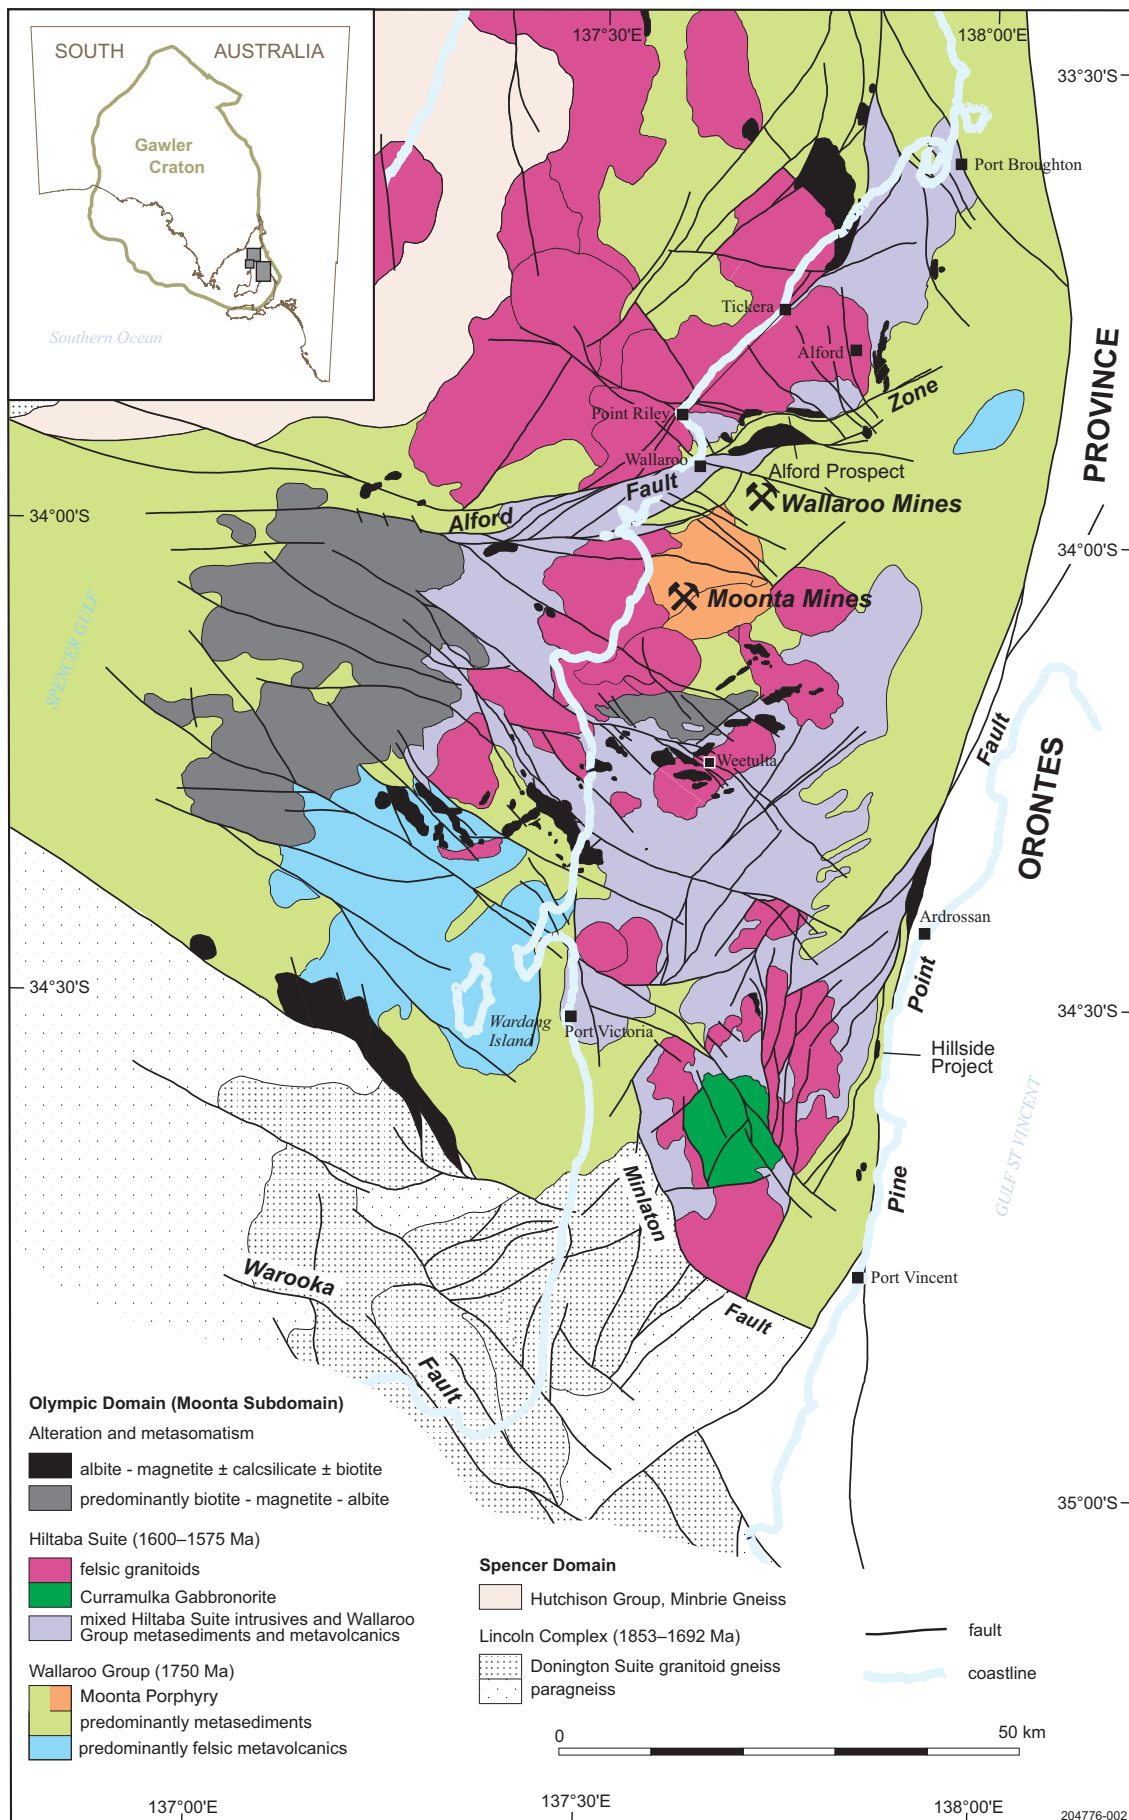 SOUTH AUSTRALIA
Gawler
Craton
Southern Ocean
137°30'E
138°00'E
33°30'S
Port Broughton
Tickera
Alford
Zone
PROVINCE
Point Riley
Wallaroo
Alford Prospect
Fault
Wallaroo Mines
Alford
34°00'S
34°00'S
Moonta Mines
SPENCER GULF
Fault
Weetulta
ORONTES
Ardrossan
Point
34°30'S
34°30'S
Wardang
Island
Port Victoria
Hillside
Project
GULF ST VINCENT
Minlaton
Pine
Warooka
Port Vincent
Fault
Fault
Olympic Domain (Moonta Subdomain)
Alteration and metasomatism
albite - magnetite ± calcsilicate ± biotite
predominantly biotite - magnetite - albite
Hiltaba Suite (1600–1575 Ma)
felsic granitoids
Curramulka Gabbronorite
mixed Hiltaba Suite intrusives and Wallaroo
Group metasediments and metavolcanics
Wallaroo Group (1750 Ma)
Moonta Porphyry
predominantly metasediments
predominantly felsic metavolcanics
35°00'S
Spencer Domain
Hutchison Group, Minbrie Gneiss
Lincoln Complex (1853–1692 Ma)
Donington Suite granitoid gneiss
paragneiss
fault
coastline
0
50 km
137°00'E
137°30'E
138°00'E
204776-002